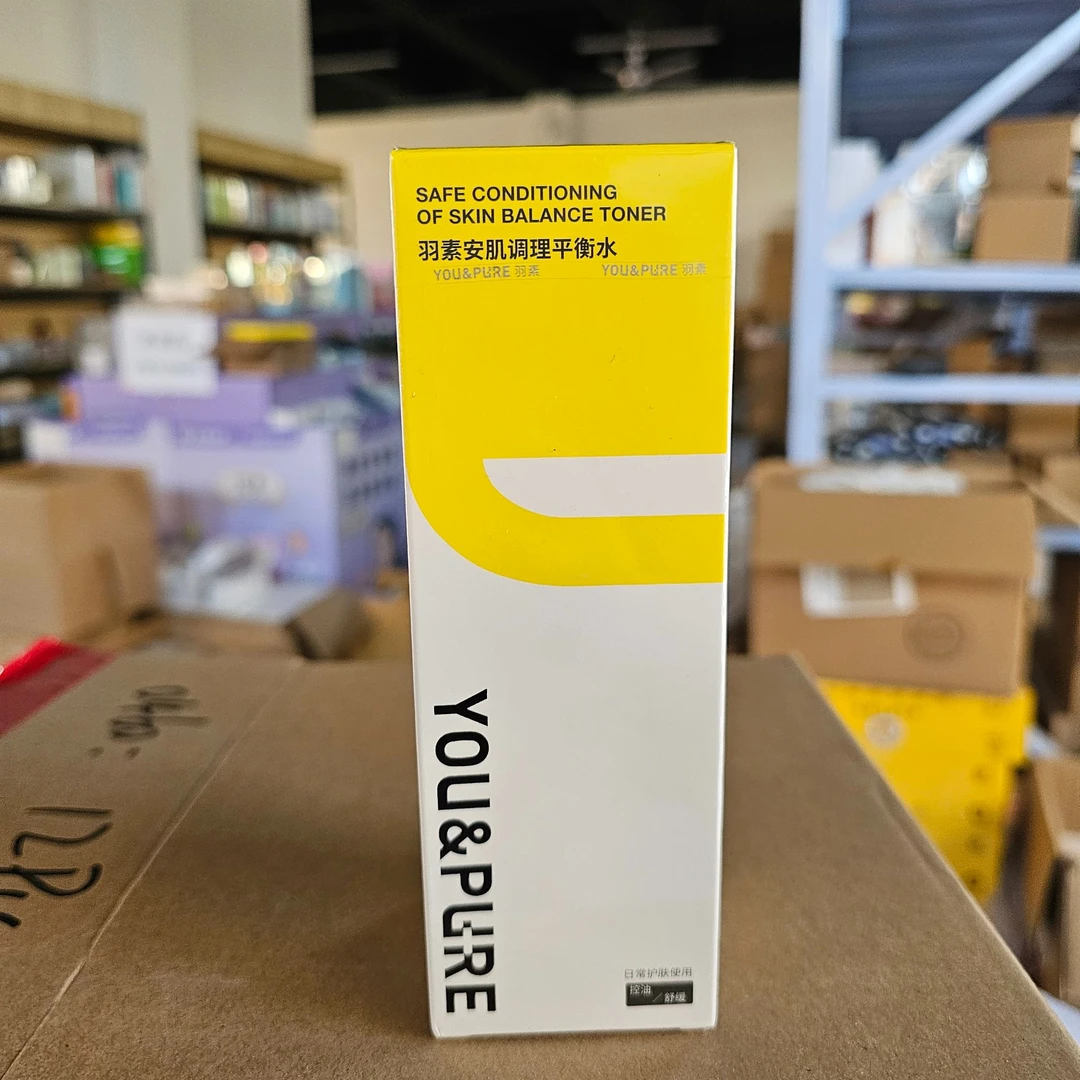 SAFE CONDITIONING
OF SKIN BALANCE TONER
羽素安肌调理平衡水
YOU&PURE 羽素 YOU&PURE 羽素
YOU&PURE
日常护肤使用
控油／舒缓